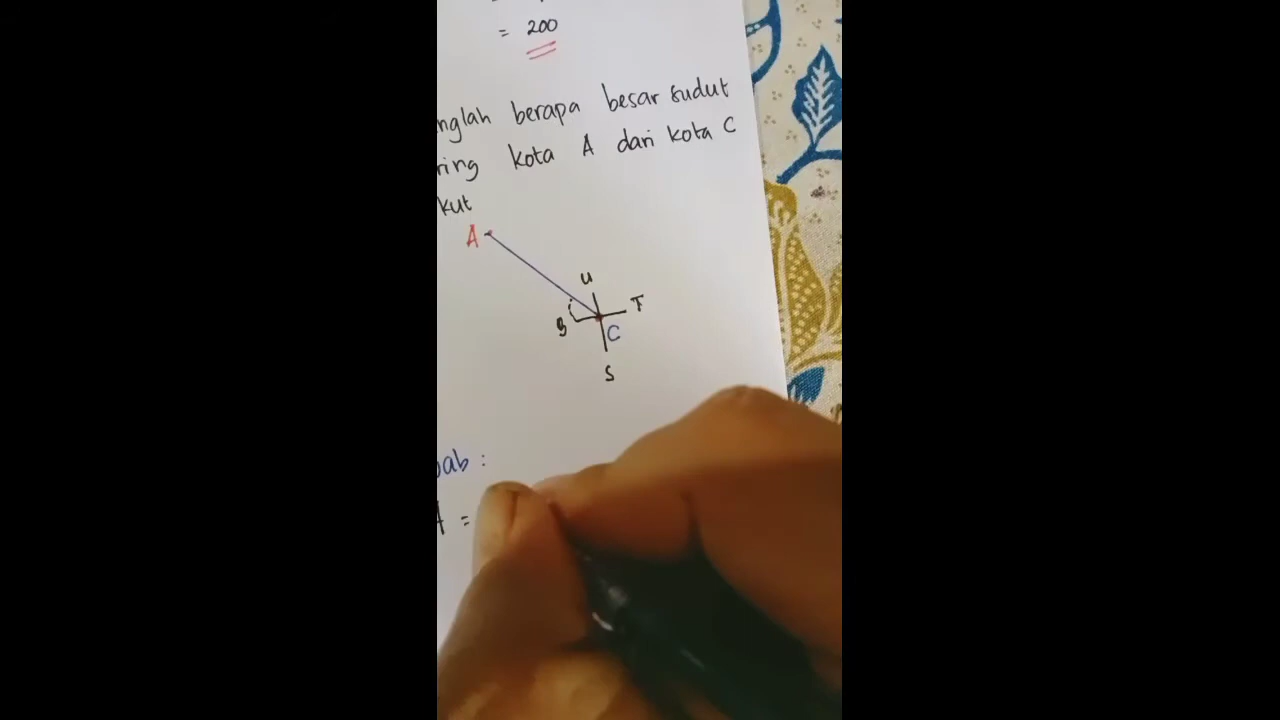 = 200
nglah berapa besar sudut
ring kota A dari kota C
kut
A
U
B
T
C
S
ab :
A =